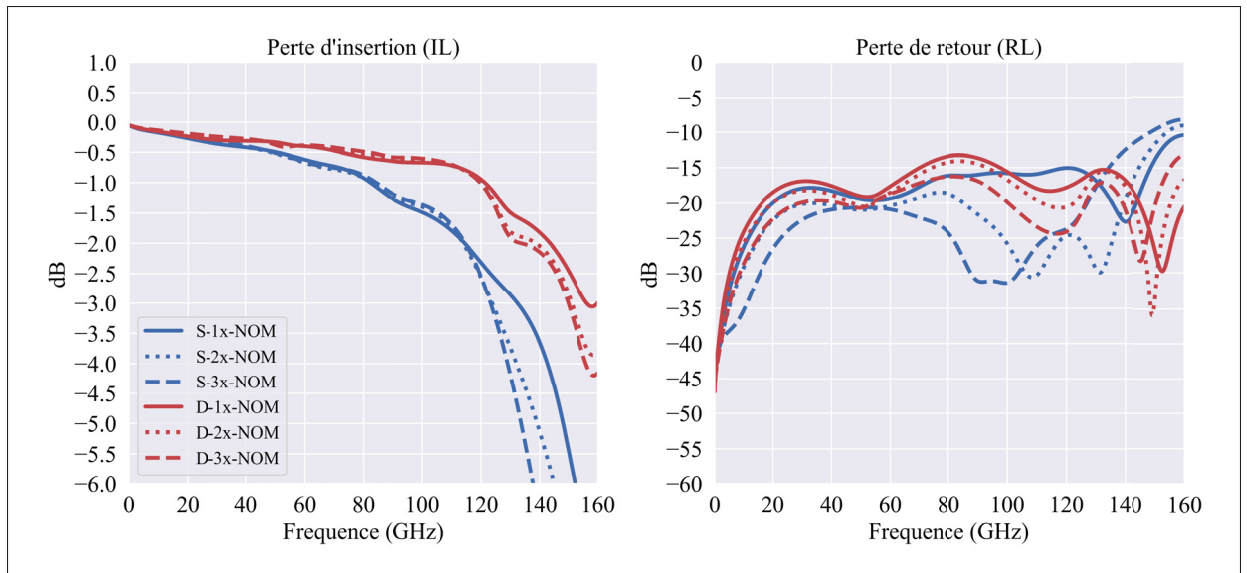 Perte d'insertion (IL)
1.0
0.5
0.0
−0.5
−1.0
−1.5
−2.0
−2.5
−3.0
−3.5
−4.0
−4.5
−5.0
−5.5
−6.0
dB
S-1x-NOM
S-2x-NOM
S-3x-NOM
D-1x-NOM
D-2x-NOM
D-3x-NOM
0 20 40 60 80 100 120 140 160
Frequence (GHz)
Perte de retour (RL)
0
−5
−10
−15
−20
−25
−30
−35
−40
−45
−50
−55
−60
dB
0 20 40 60 80 100 120 140 160
Frequence (GHz)